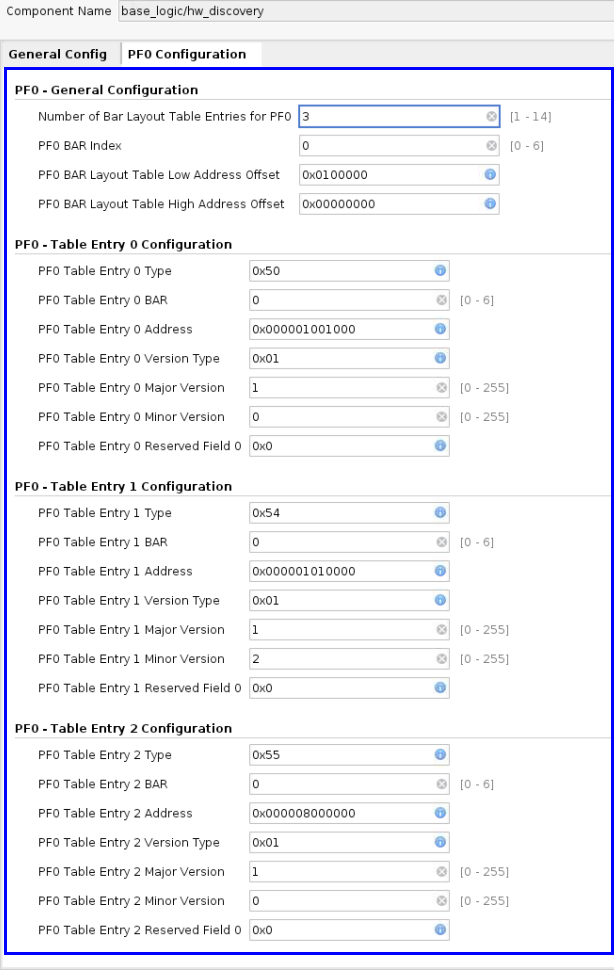 Component Name base_logic/hw_discovery
General Config PF0 Configuration
PF0 - General Configuration
Number of Bar Layout Table Entries for PF0 3 [1 - 14]
PF0 BAR Index 0 [0 - 6]
PF0 BAR Layout Table Low Address Offset 0x0100000
PF0 BAR Layout Table High Address Offset 0x00000000
PF0 - Table Entry 0 Configuration
PF0 Table Entry 0 Type 0x50
PF0 Table Entry 0 BAR 0 [0 - 6]
PF0 Table Entry 0 Address 0x000001001000
PF0 Table Entry 0 Version Type 0x01
PF0 Table Entry 0 Major Version 1 [0 - 255]
PF0 Table Entry 0 Minor Version 0 [0 - 255]
PF0 Table Entry 0 Reserved Field 0 0x0
PF0 - Table Entry 1 Configuration
PF0 Table Entry 1 Type 0x54
PF0 Table Entry 1 BAR 0 [0 - 6]
PF0 Table Entry 1 Address 0x000001010000
PF0 Table Entry 1 Version Type 0x01
PF0 Table Entry 1 Major Version 1 [0 - 255]
PF0 Table Entry 1 Minor Version 2 [0 - 255]
PF0 Table Entry 1 Reserved Field 0 0x0
PF0 - Table Entry 2 Configuration
PF0 Table Entry 2 Type 0x55
PF0 Table Entry 2 BAR 0 [0 - 6]
PF0 Table Entry 2 Address 0x000008000000
PF0 Table Entry 2 Version Type 0x01
PF0 Table Entry 2 Major Version 1 [0 - 255]
PF0 Table Entry 2 Minor Version 0 [0 - 255]
PF0 Table Entry 2 Reserved Field 0 0x0